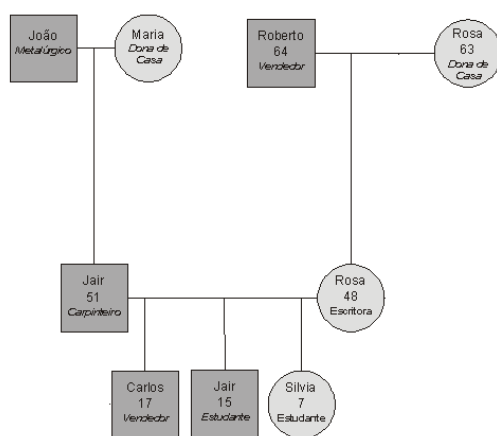 João
Metalúrgico
Maria
Dona de
Casa
Roberto
64
Vendedor
Rosa
63
Dona de
Casa
Jair
51
Carpinteiro
Rosa
48
Escritora
Carlos
17
Vendedor
Jair
15
Estudante
Silvia
7
Estudante